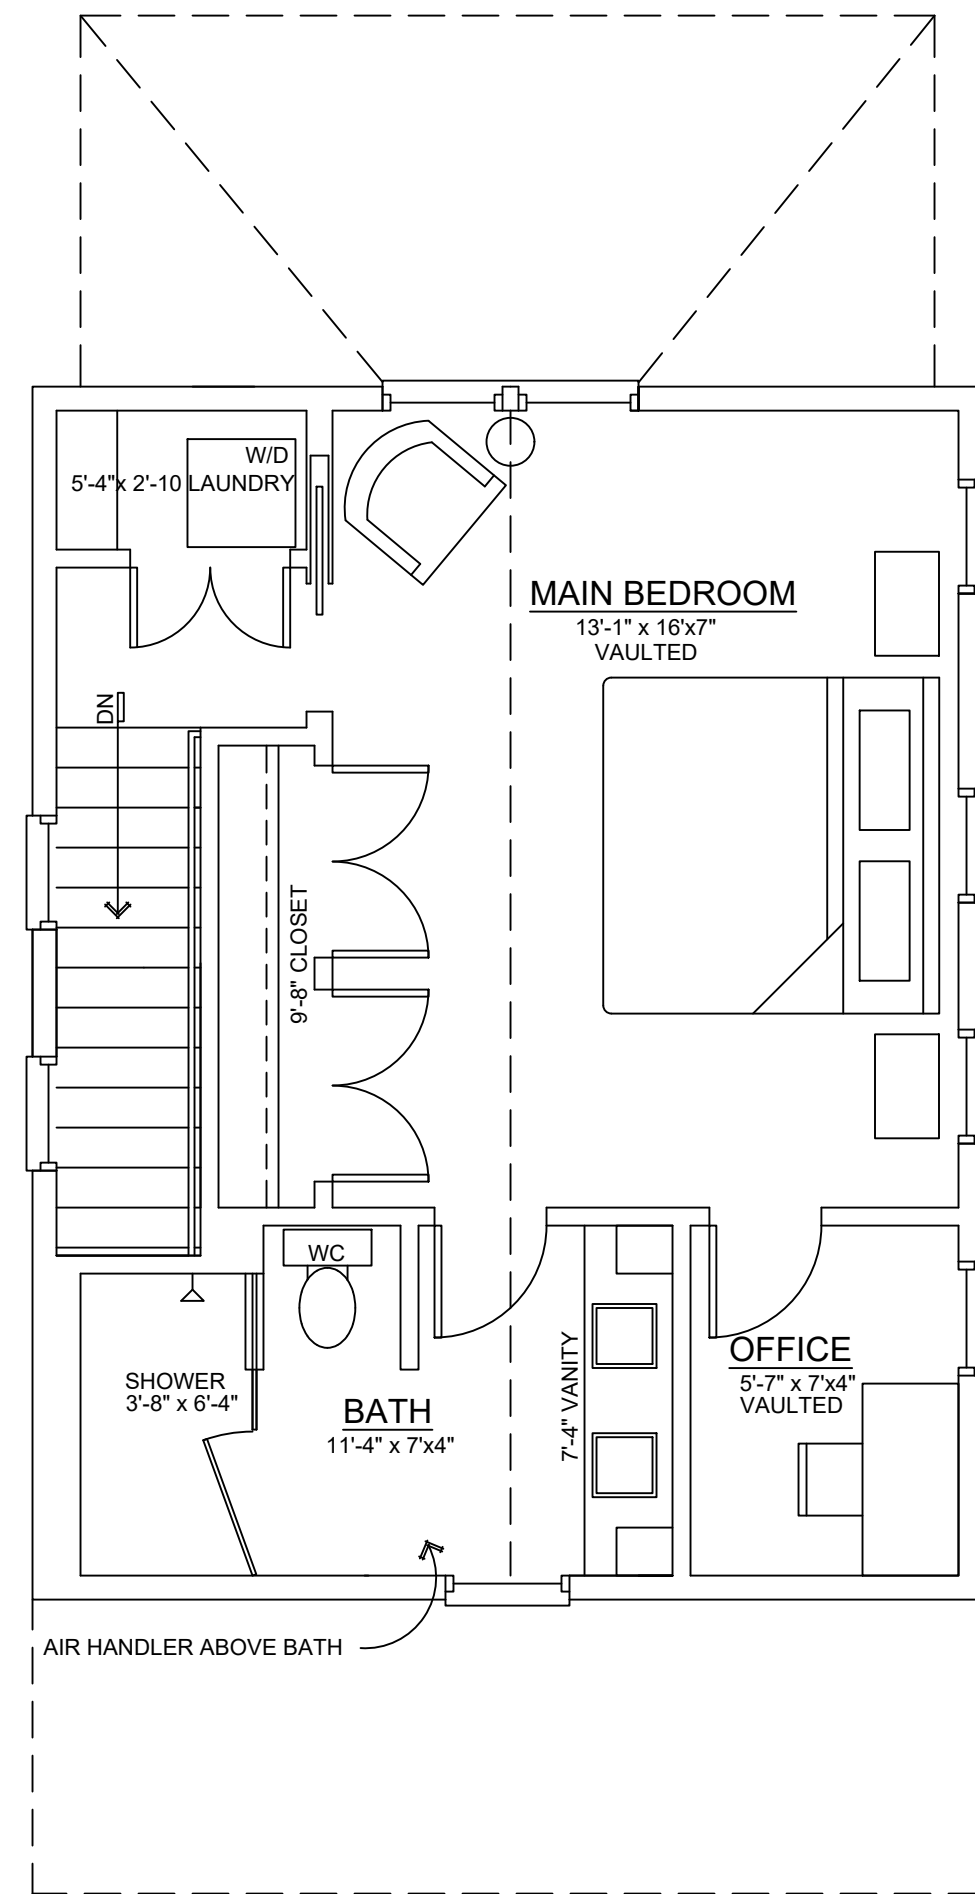 W/D
5'-4"x 2'-10 LAUNDRY
MAIN BEDROOM
13'-1" x 16'x7"
VAULTED
DN
9'-8" CLOSET
WC
SHOWER
3'-8" x 6'-4"
BATH
11'-4" x 7'x4"
7'-4" VANITY
OFFICE
5'-7" x 7'x4"
VAULTED
AIR HANDLER ABOVE BATH